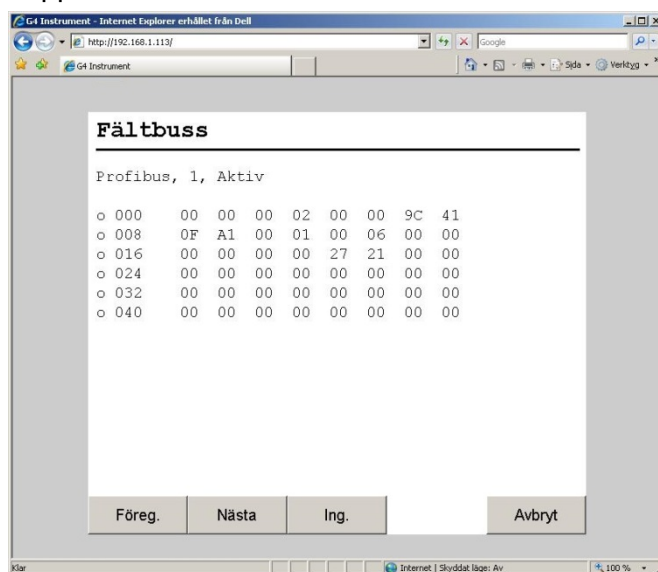 G4 Instrument - Internet Explorer erhållet från Dell
http://192.168.1.113/
Google
G4 Instrument
Sida
Verktyg
Fältbuss
Profibus, 1, Aktiv
o 000 00 00 00 02 00 00 9C 41
o 008 0F A1 00 01 00 06 00 00
o 016 00 00 00 00 27 21 00 00
o 024 00 00 00 00 00 00 00 00
o 032 00 00 00 00 00 00 00 00
o 040 00 00 00 00 00 00 00 00
Föreg. Nästa Ing. Avbryt
Klar Internet | Skyddat läge: Av 100 %